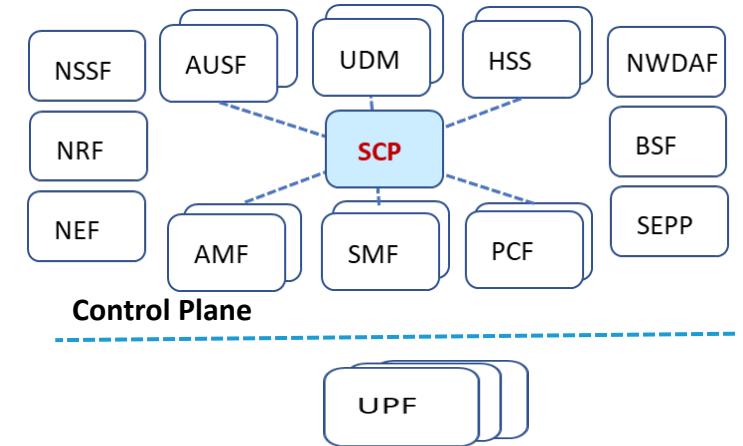 NSSF
AUSF
UDM
HSS
NWDAF
NRF
SCP
BSF
NEF
AMF
SMF
PCF
SEPP
Control Plane
UPF